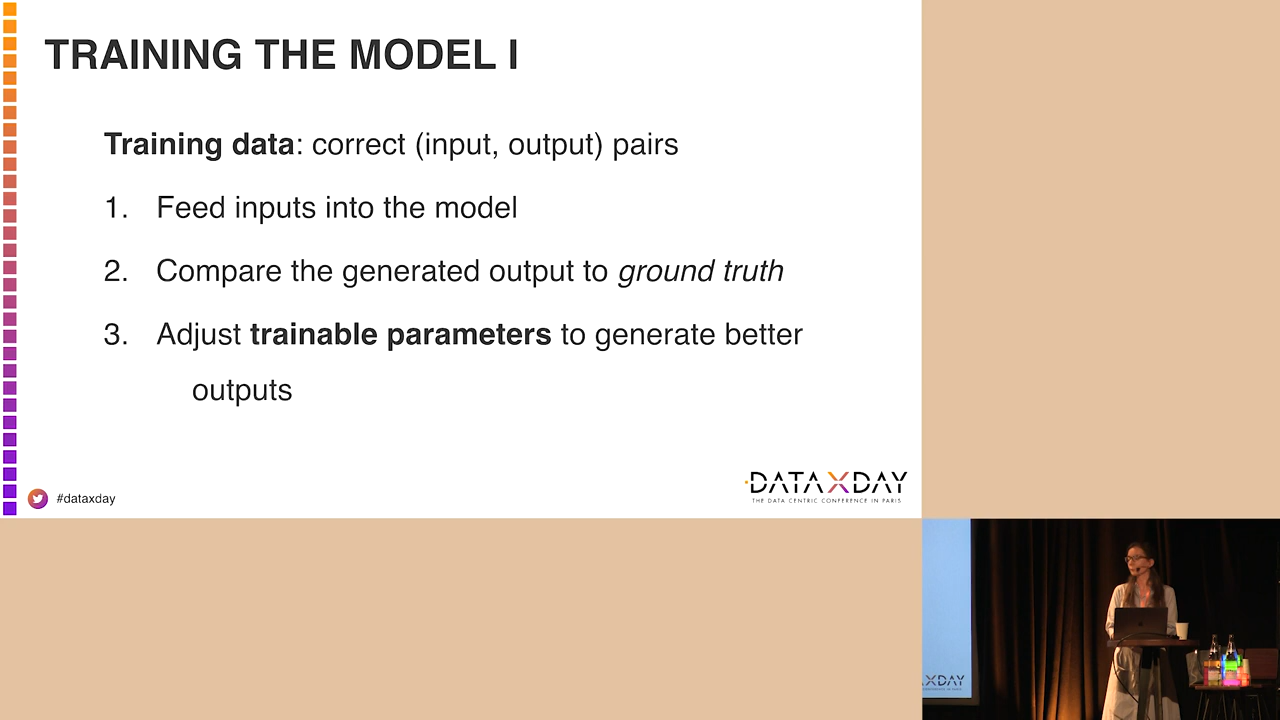 TRAINING THE MODEL I
Training data: correct (input, output) pairs
1. Feed inputs into the model
2. Compare the generated output to ground truth
3. Adjust trainable parameters to generate better
outputs
#dataxday
DATAXDAY
THE DATA CENTRIC CONFERENCE IN PARIS
XDAY